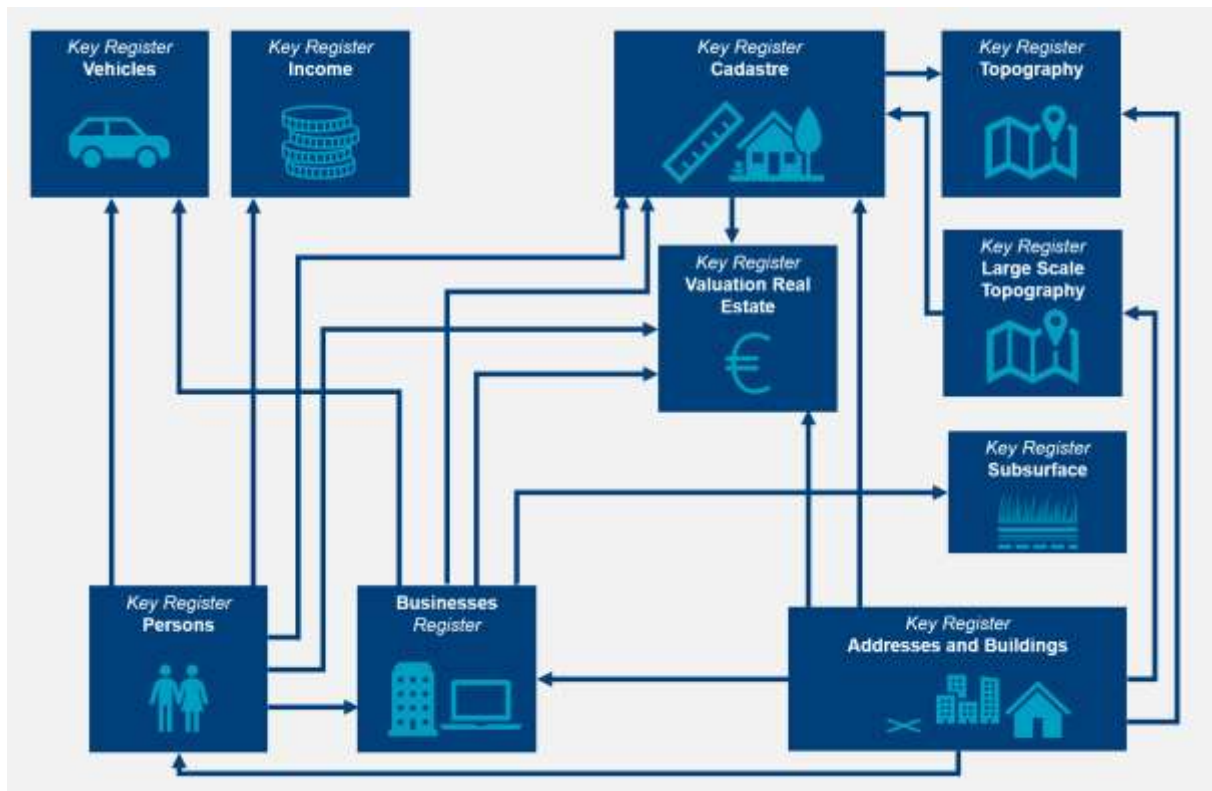 Key Register
Vehicles
Key Register
Income
Key Register
Cadastre
Key Register
Topography
Key Register
Valuation Real
Estate
€
Key Register
Large Scale
Topography
Key Register
Subsurface
Key Register
Persons
Businesses
Register
Key Register
Addresses and Buildings